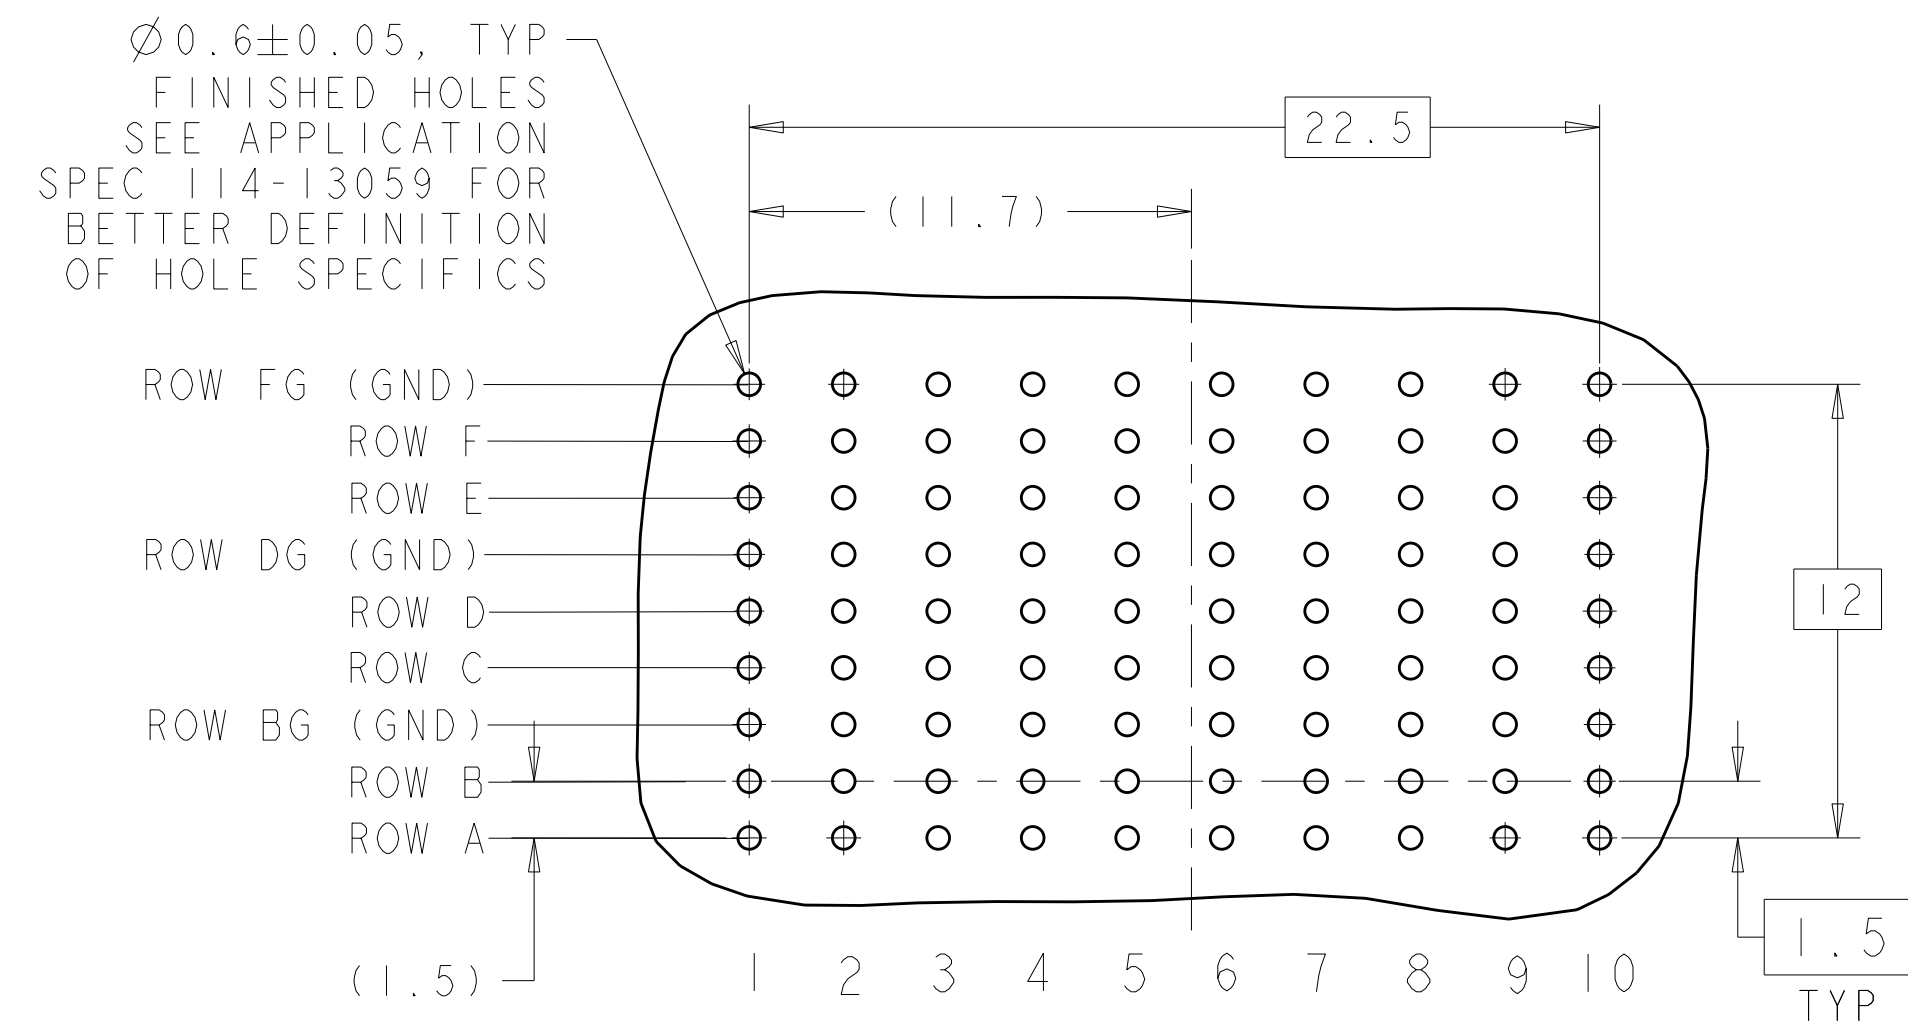 Ø0.6±0.05, TYP
FINISHED HOLES
SEE APPLICATION
SPEC 114-13059 FOR
BETTER DEFINITION
OF HOLE SPECIFICS
22.5
(11.7)
ROW FG (GND)
ROW F
ROW E
ROW DG (GND)
ROW D
ROW C
ROW BG (GND)
ROW B
ROW A
12
1.5
TYP
(1.5)
1 2 3 4 5 6 7 8 9 10